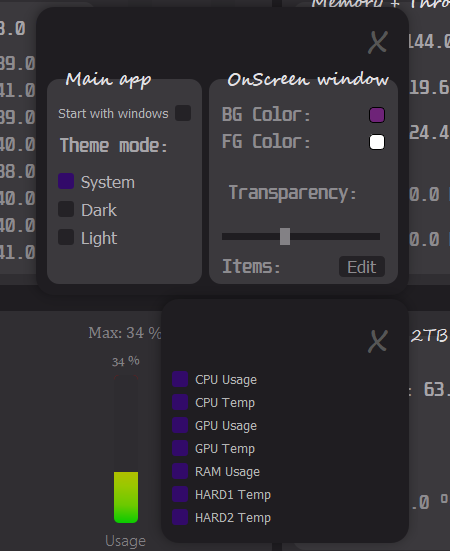 Memory + Thro
3.0
144.0
39.0
41.0
39.0
40.0
38.0
40.0
40.0
41.0
19.6
24.4
0.0
0.0
X
Main app
Start with windows
Theme mode:
System
Dark
Light
OnScreen window
BG Color:
FG Color:
Transparency:
Items:
Edit
Max: 34 %
34 %
Usage
X
2TB
: 63.
.0 °
CPU Usage
CPU Temp
GPU Usage
GPU Temp
RAM Usage
HARD1 Temp
HARD2 Temp